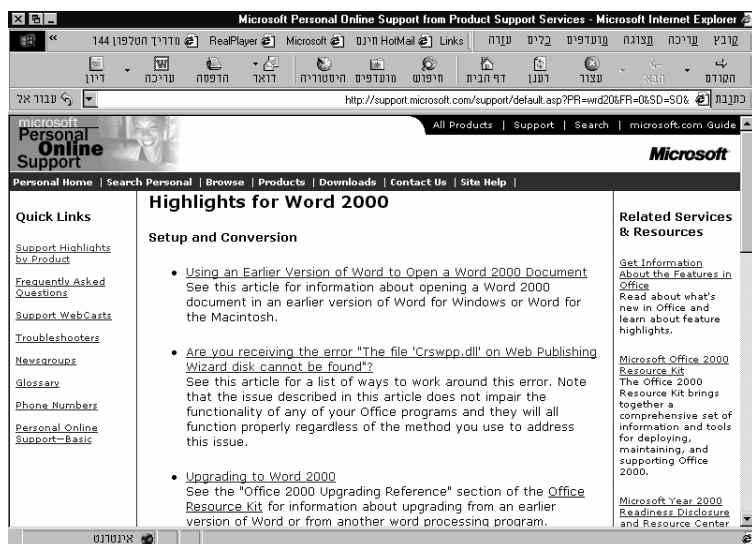 Microsoft Personal Online Support from Product Support Services - Microsoft Internet Explorer
קובץ עריכה תצוגה מועדפים כלים עזרה
Links חינם HotMail Microsoft RealPlayer מדריך הטלפון 144 »
הקודם הבא עצור רענן דף הבית חיפוש מועדפים היסטוריה דואר הדפסה עריכה דיון
כתובת http://support.microsoft.com/support/default.asp?PR=wrd20&FR=0&SD=SO& עבור אל
All Products | Support | Search | microsoft.com Guide
microsoft
Personal
Online
Support
Microsoft
Personal Home | Search Personal | Browse | Products | Downloads | Contact Us | Site Help |
Quick Links
Support Highlights
by Product
Frequently Asked
Questions
Support WebCasts
Troubleshooters
Newsgroups
Glossary
Phone Numbers
Personal Online
Support—Basic
Highlights for Word 2000
Setup and Conversion
• Using an Earlier Version of Word to Open a Word 2000 Document
See this article for information about opening a Word 2000
document in an earlier version of Word for Windows or Word for
the Macintosh.
• Are you receiving the error "The file 'Crswpp.dll' on Web Publishing
Wizard disk cannot be found"?
See this article for a list of ways to work around this error. Note
that the issue described in this article does not impair the
functionality of any of your Office programs and they will all
function properly regardless of the method you use to address
this issue.
• Upgrading to Word 2000
See the "Office 2000 Upgrading Reference" section of the Office
Resource Kit for information about upgrading from an earlier
version of Word or from another word processing program.
Related Services
& Resources
Get Information
About the Features in
Office
Read about what's
new in Office and
learn about feature
highlights.
Microsoft Office 2000
Resource Kit
The Office 2000
Resource Kit brings
together a
comprehensive set of
information and tools
for deploying,
maintaining, and
supporting Office
2000.
Microsoft Year 2000
Readiness Disclosure
and Resource Center
אינטרנט